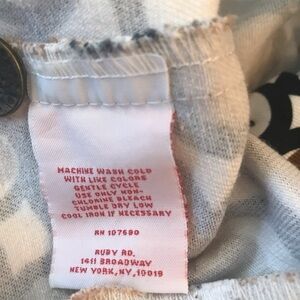 MACHINE WASH COLD
WITH LIKE COLORS
GENTLE CYCLE
USE ONLY NON-
CHLORINE BLEACH
TUMBLE DRY LOW
COOL IRON IF NECESSARY
RN 107690
RUBY RD.
1411 BROADWAY
NEW YORK, NY, 10018